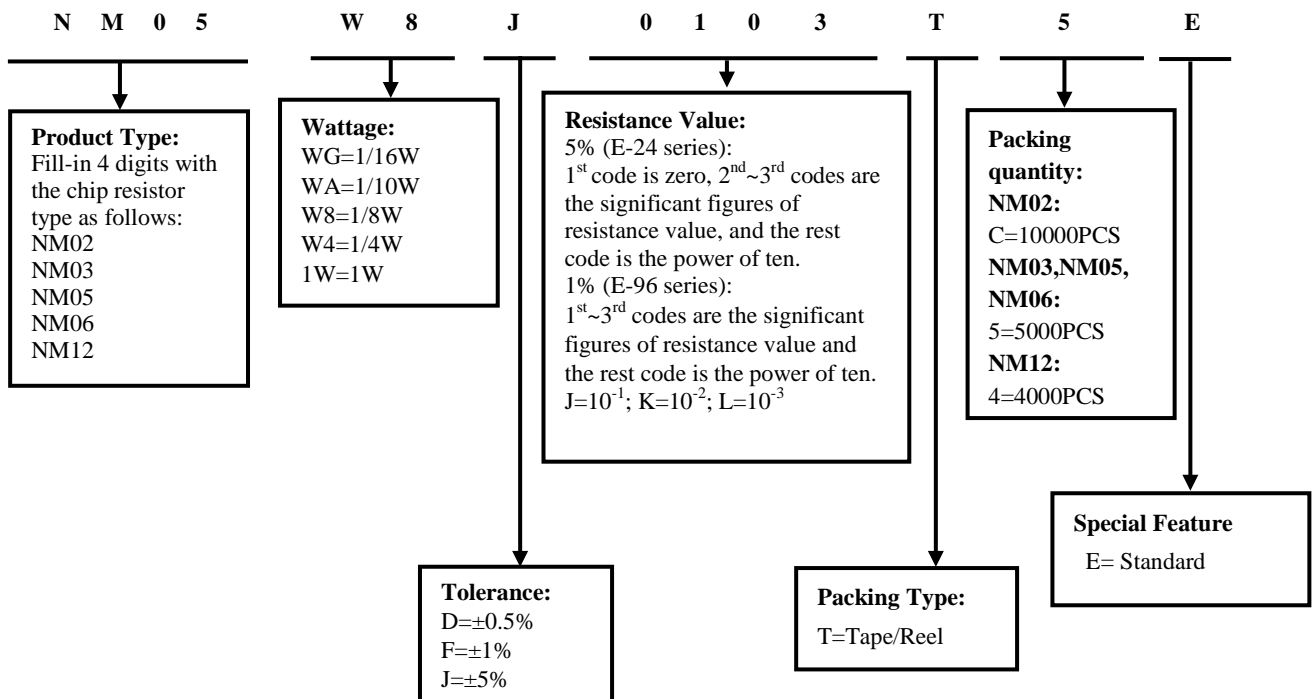 N M 0 5 W 8 J 0 1 0 3 T 5 E
Product Type:
Fill-in 4 digits with
the chip resistor
type as follows:
NM02
NM03
NM05
NM06
NM12
Wattage:
WG=1/16W
WA=1/10W
W8=1/8W
W4=1/4W
1W=1W
Resistance Value:
5% (E-24 series):
1st code is zero, 2nd~3rd codes are
the significant figures of
resistance value, and the rest
code is the power of ten.
1% (E-96 series):
1st~3rd codes are the significant
figures of resistance value and
the rest code is the power of ten.
J=10-1; K=10-2; L=10-3
Packing
quantity:
NM02:
C=10000PCS
NM03,NM05,
NM06:
5=5000PCS
NM12:
4=4000PCS
Special Feature
E= Standard
Tolerance:
D=±0.5%
F=±1%
J=±5%
Packing Type:
T=Tape/Reel